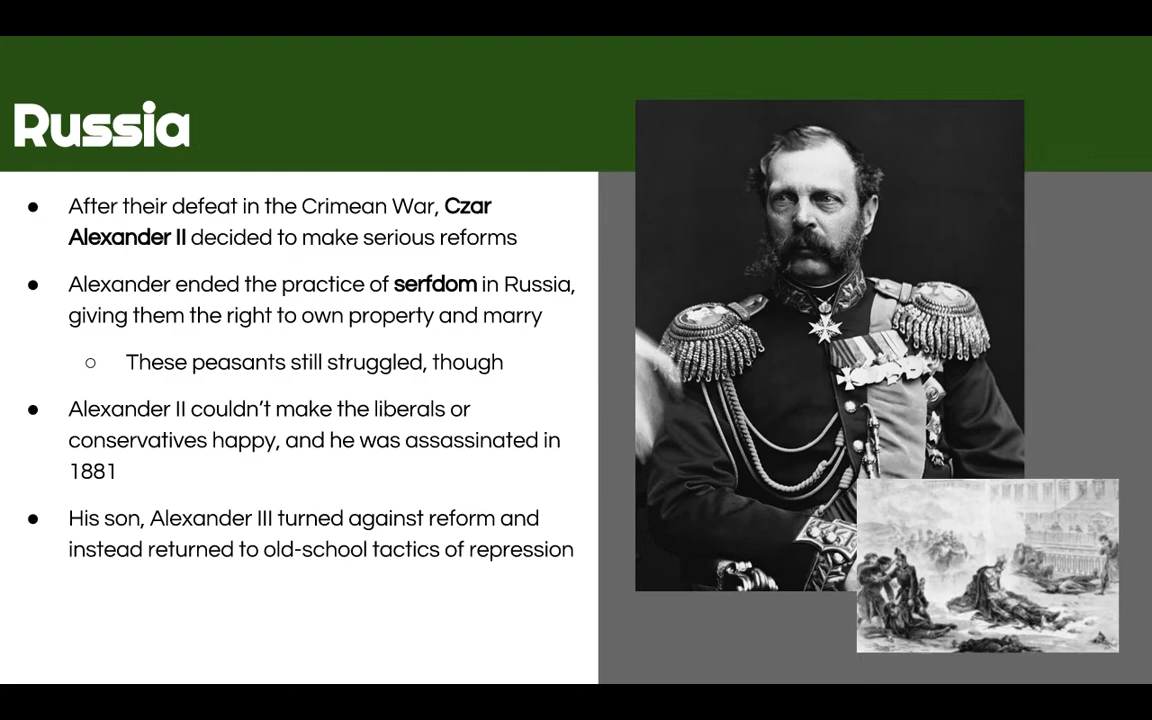 Russia
● After their defeat in the Crimean War, Czar
Alexander II decided to make serious reforms
● Alexander ended the practice of serfdom in Russia,
giving them the right to own property and marry
○ These peasants still struggled, though
● Alexander II couldn’t make the liberals or
conservatives happy, and he was assassinated in
1881
● His son, Alexander III turned against reform and
instead returned to old-school tactics of repression